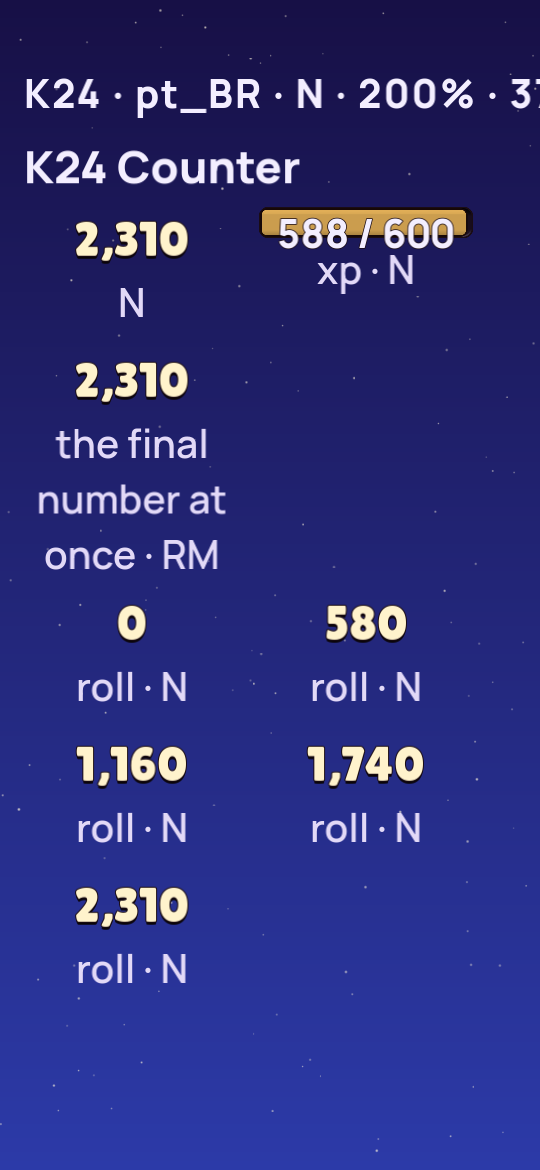 K24 · pt_BR · N · 200% · 37
K24 Counter
2,310
588 / 600
xp · N
N
2,310
the final
number at
once · RM
0
580
roll · N
roll · N
1,160
1,740
roll · N
roll · N
2,310
roll · N